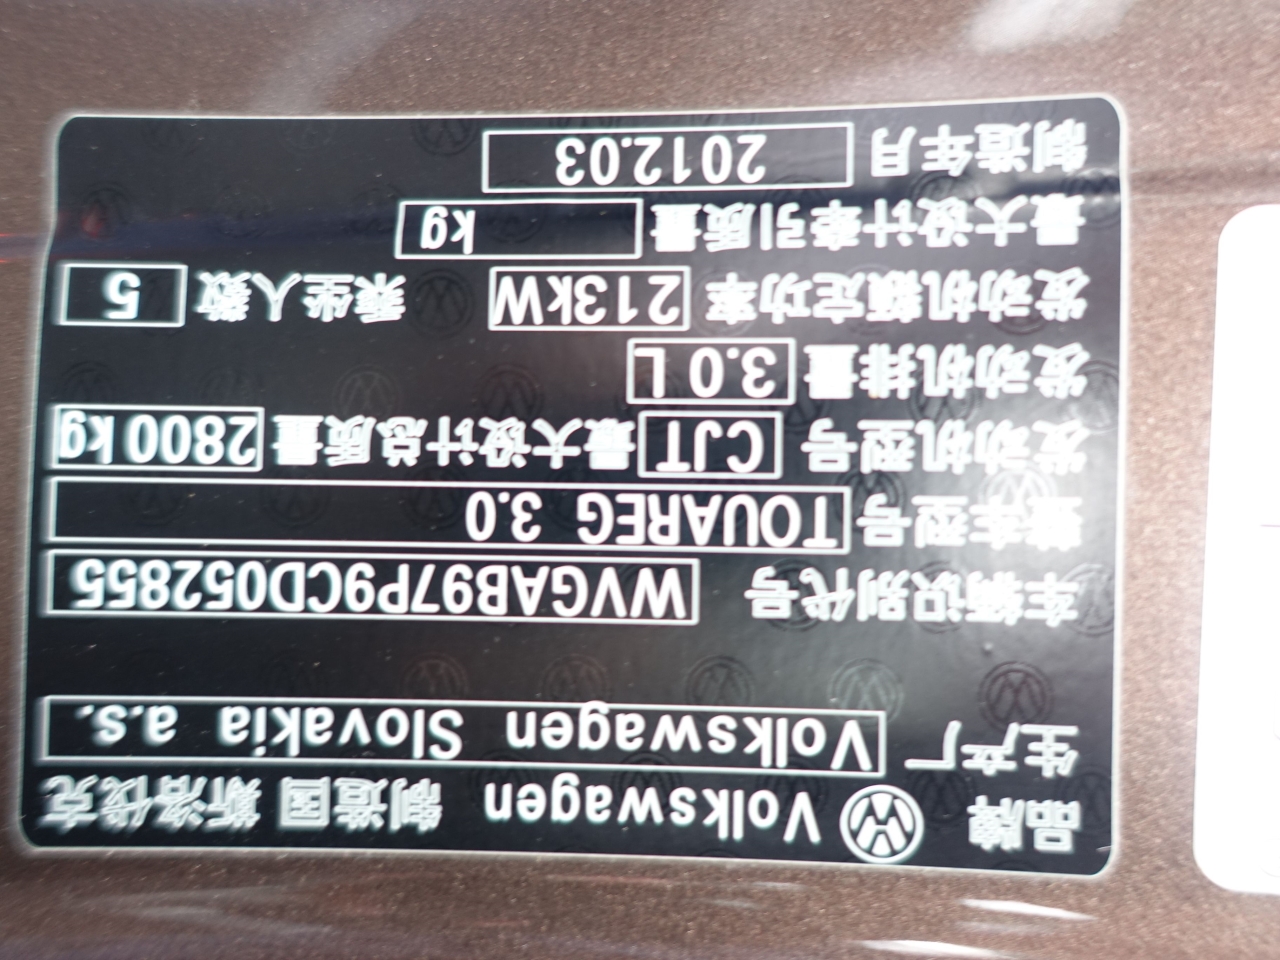 品牌 Volkswagen 制造国 斯洛伐克
生产厂 Volkswagen Slovakia a.s.
车辆识别代号 WVGAB97P9CD052855
整车型号 TOUAREG 3.0
发动机型号 CJT 最大设计总质量 2800 kg
发动机排量 3.0 L
发动机额定功率 213kW 乘坐人数 5
最大设计牵引质量 kg
制造年月 2012.03